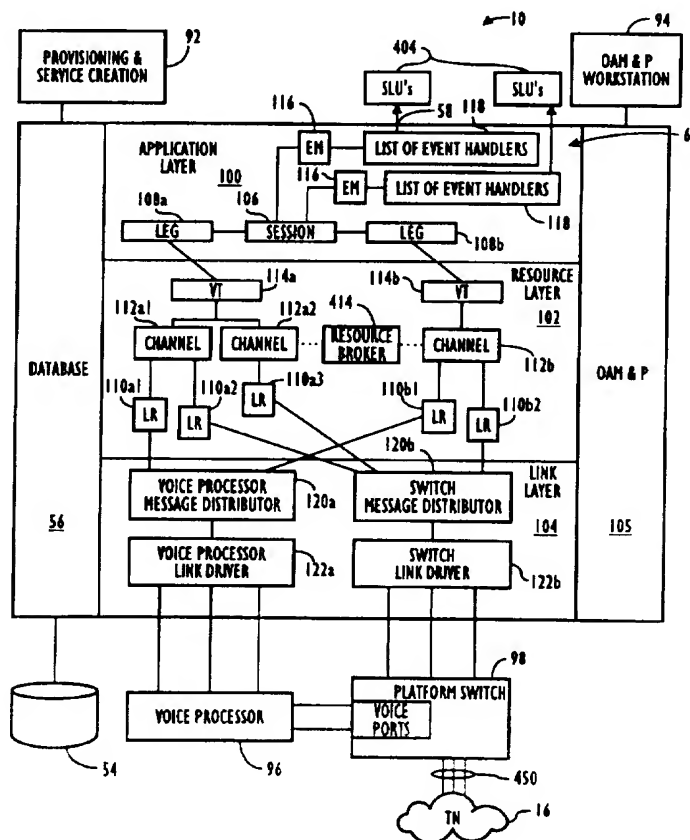 10
92
94
PROVISIONING &
SERVICE CREATION
404
OAM & P
WORKSTATION
SLU's
SLU's
116
58
118
6
APPLICATION
LAYER
EM
LIST OF EVENT HANDLERS
100
116
EM
LIST OF EVENT HANDLERS
108a
106
118
LEG
SESSION
LEG
108b
114a
114b
RESOURCE
LAYER
VT
VT
102
112a1
112a2
414
CHANNEL
CHANNEL
RESOURCE
BROKER
CHANNEL
112b
DATABASE
OAM & P
110a1
110a2
110a3
110b1
110b2
LR
LR
LR
LR
LR
120b
LINK
LAYER
VOICE PROCESSOR
MESSAGE DISTRIBUTOR
120a
SWITCH
MESSAGE DISTRIBUTOR
56
104
105
VOICE PROCESSOR
LINK DRIVER
122a
SWITCH
LINK DRIVER
122b
98
PLATFORM SWITCH
VOICE PROCESSOR
VOICE
PORTS
54
96
450
TN
16